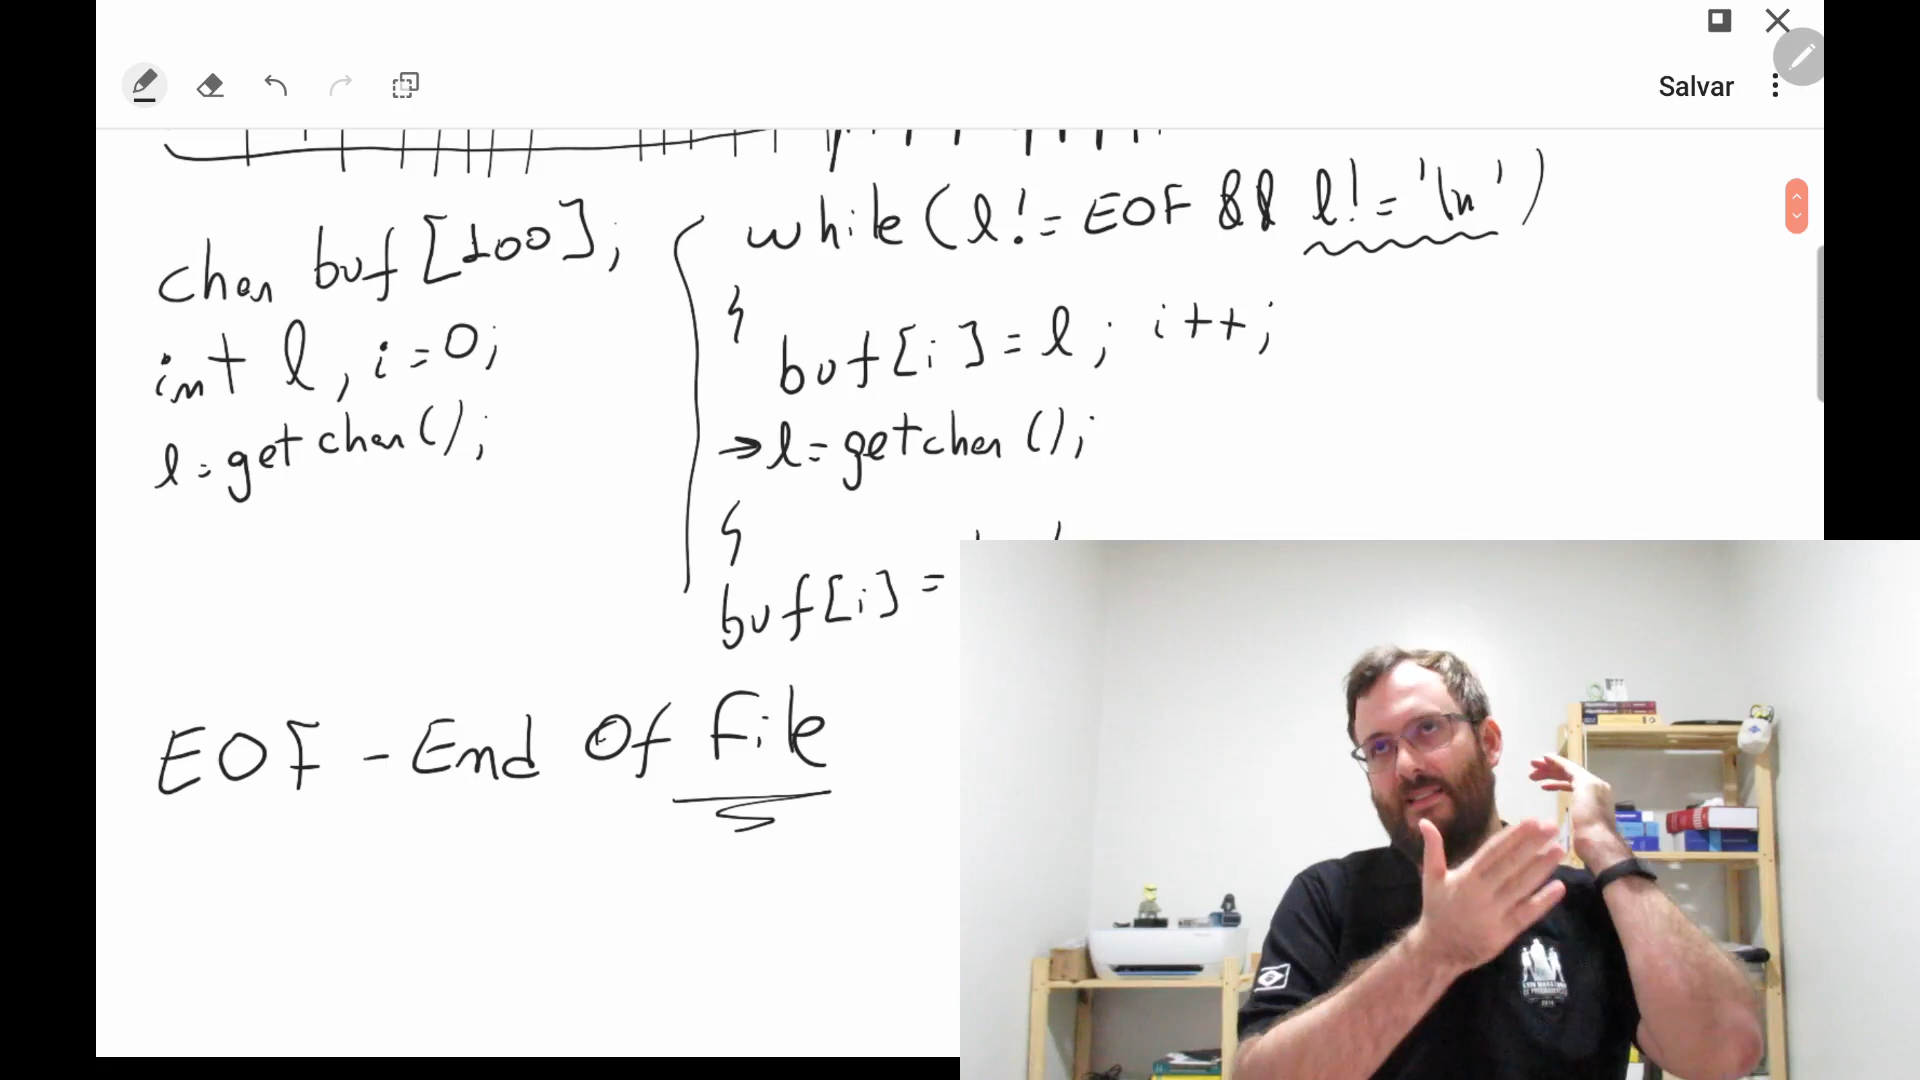 Salvar
char buf[100];
int l, i=0;
l=getchar();
while(l!=EOF && l!='\n')
{
buf[i]=l; i++;
→l=getchar();
}
buf[i]=
EOF - End Of File